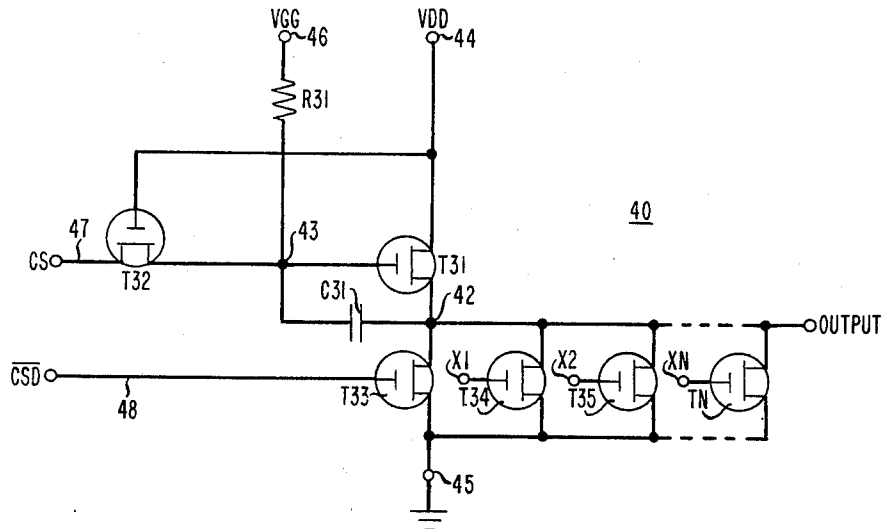 VGG
46
VDD
44
R31
40
47
43
CS
T32
T31
C31
42
OUTPUT
CSD
X1
X2
XN
48
T33
T34
T35
TN
45